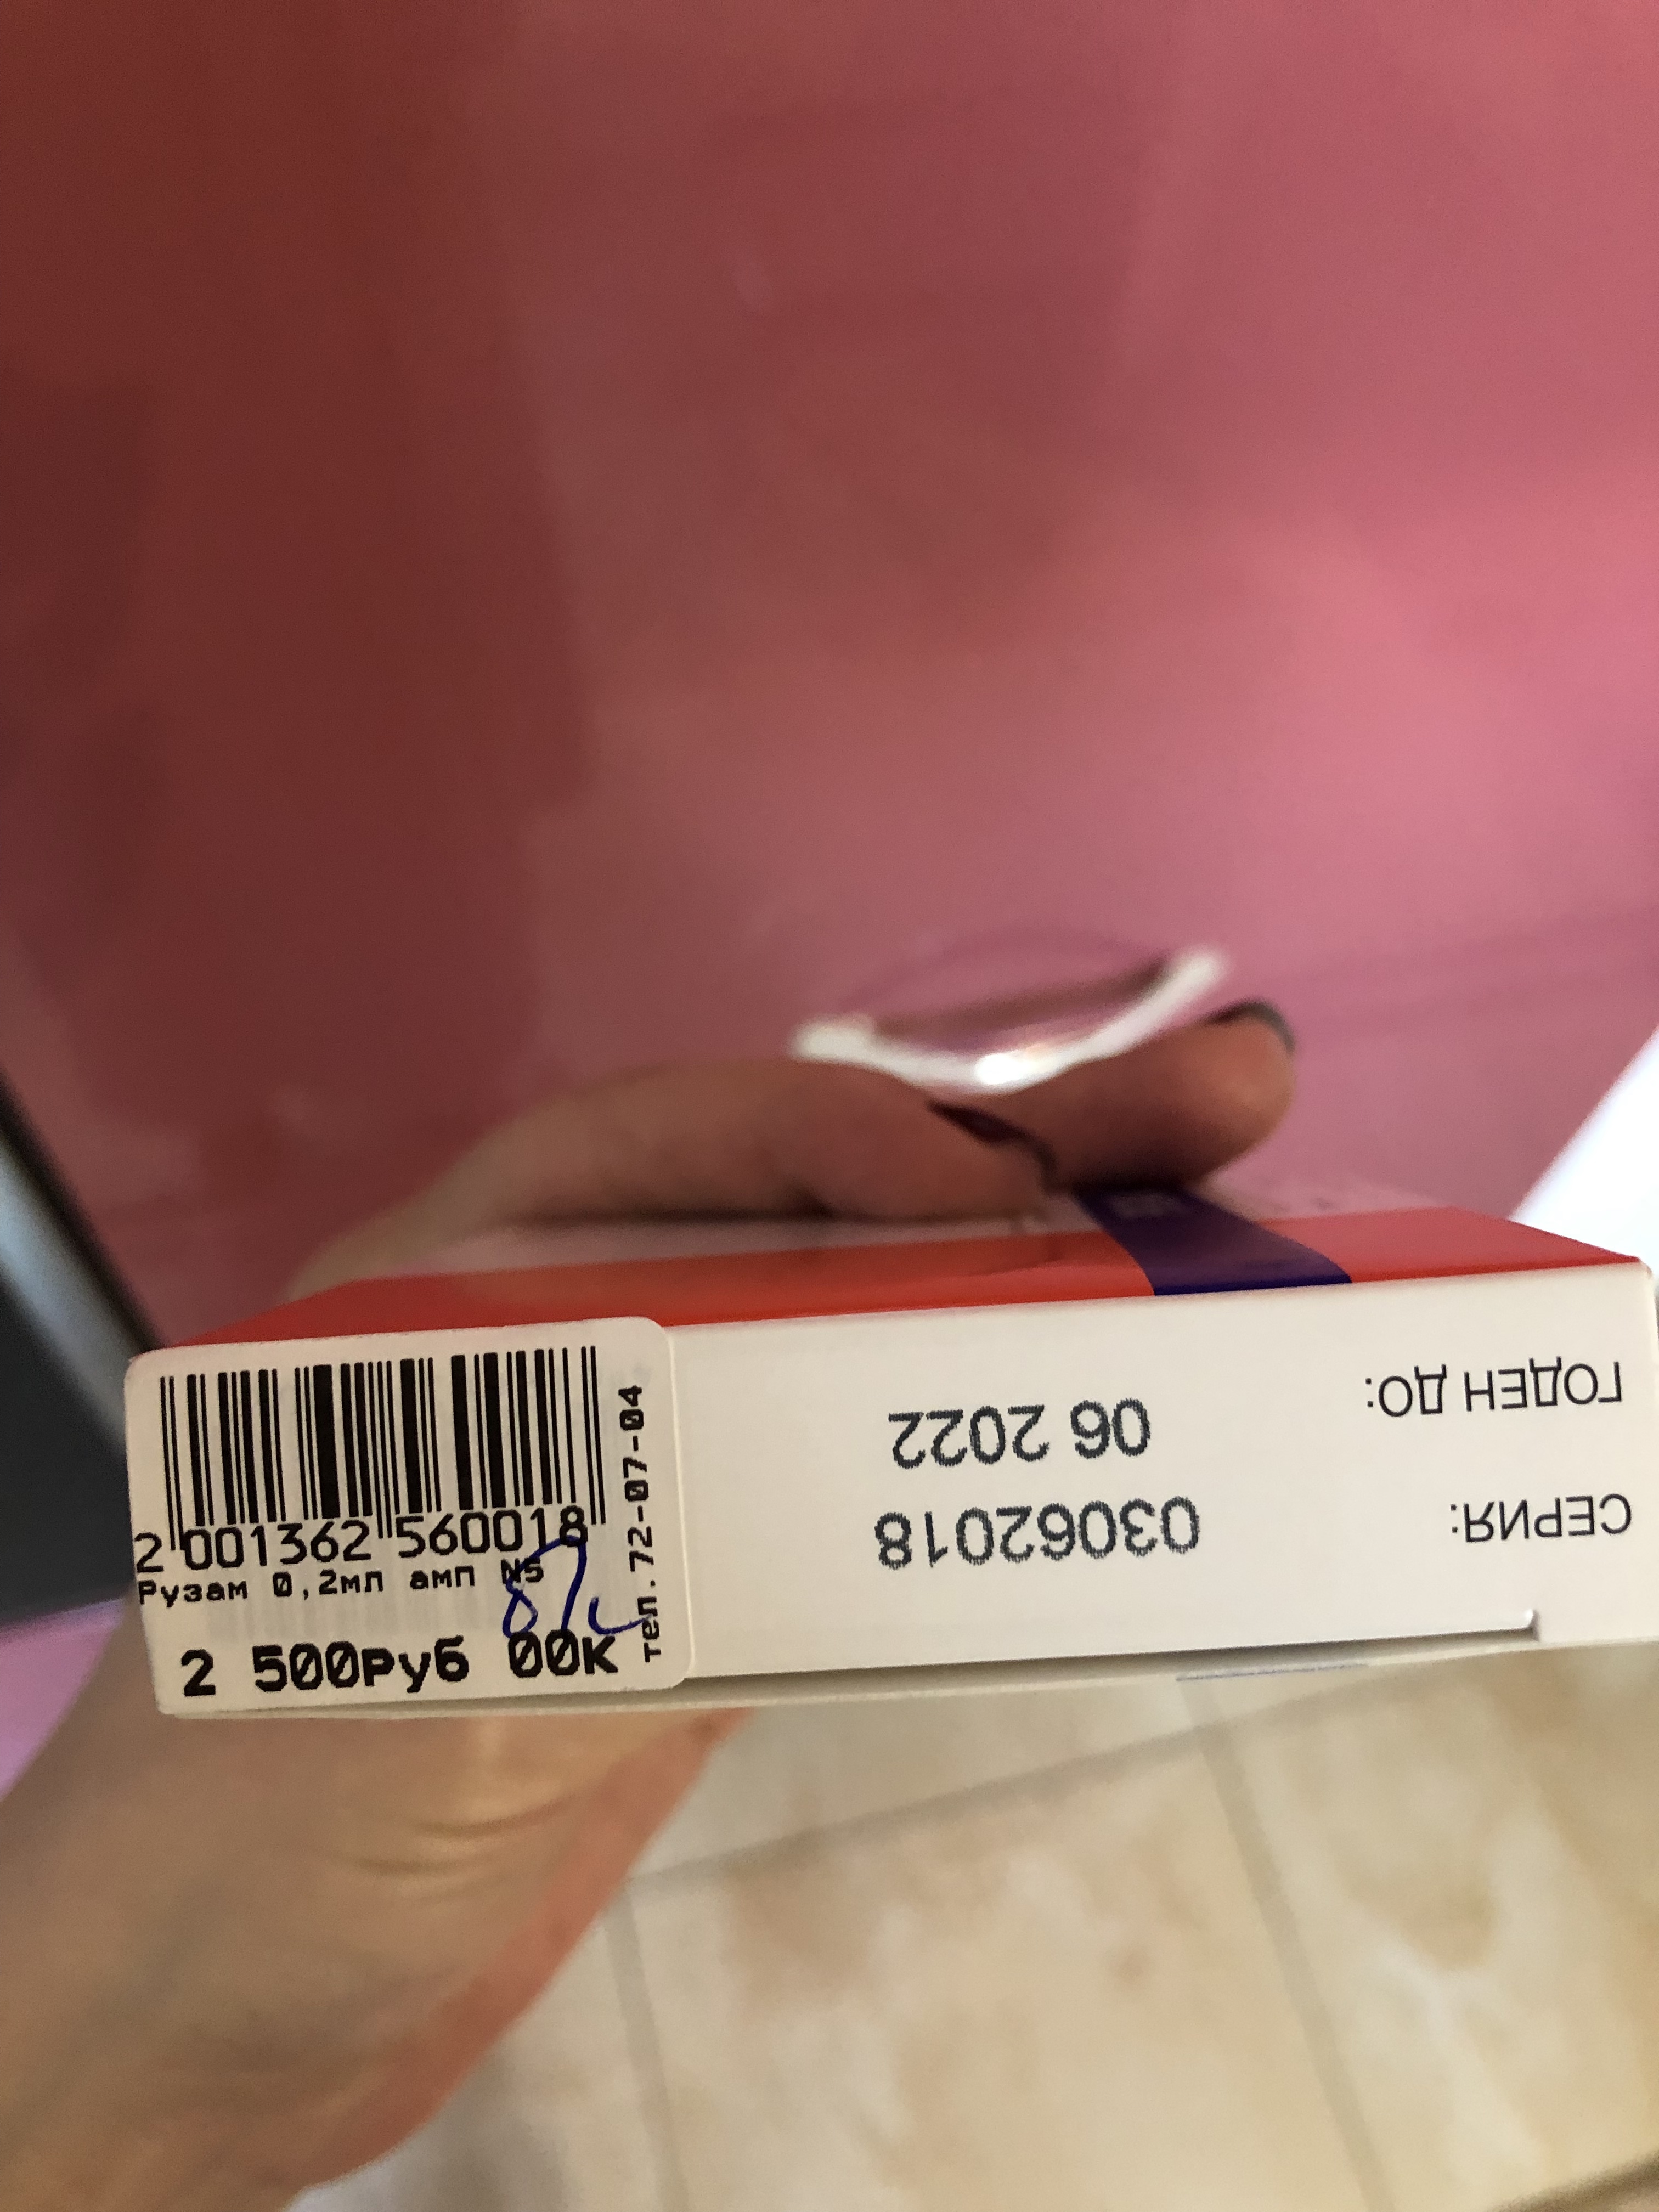 2 001362 560018
Рузам 0,2мл амп N5
2 500Руб 00К
тел.72-07-04
ГОДЕН ДО: 06 2022
СЕРИЯ: 03062018